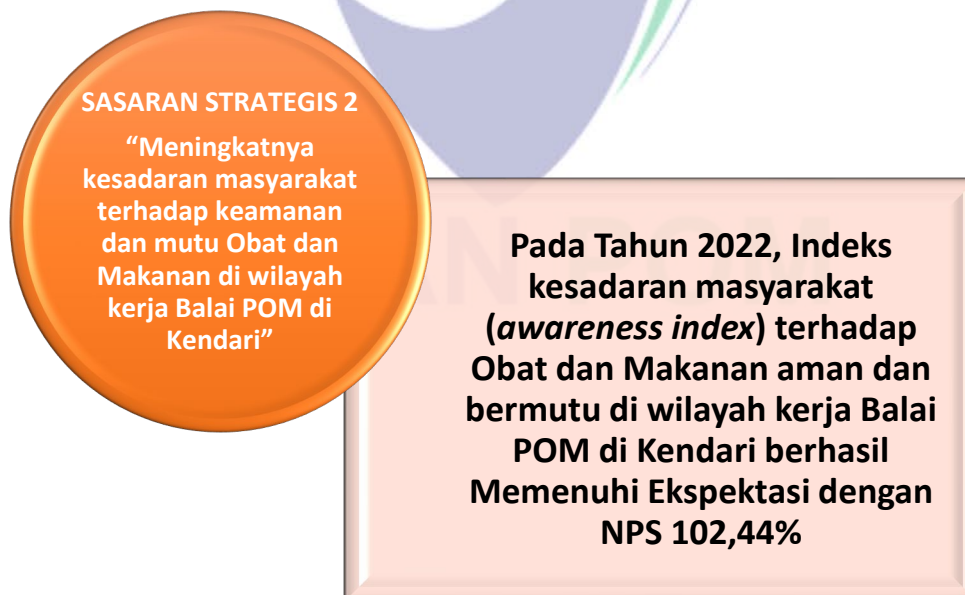 SASARAN STRATEGIS 2
“Meningkatnya
kesadaran masyarakat
terhadap keamanan
dan mutu Obat dan
Makanan di wilayah
kerja Balai POM di
Kendari”
Pada Tahun 2022, Indeks
kesadaran masyarakat
(awareness index) terhadap
Obat dan Makanan aman dan
bermutu di wilayah kerja Balai
POM di Kendari berhasil
Memenuhi Ekspektasi dengan
NPS 102,44%